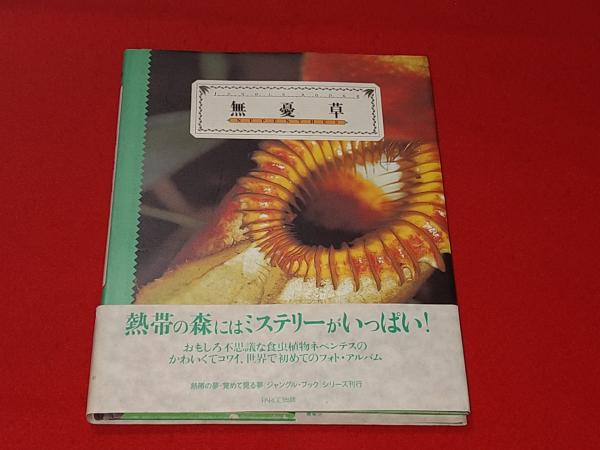 JUNGLE BOOKS
無憂草
NEPENTHES
熱帯の森にはミステリーがいっぱい!
おもしろ不思議な食虫植物ネペンテスの
かわいくてコワイ、世界で初めてのフォト・アルバム
熱帯の夢・覚めて見る夢/ジャングル・ブック シリーズ刊行
PARCO出版